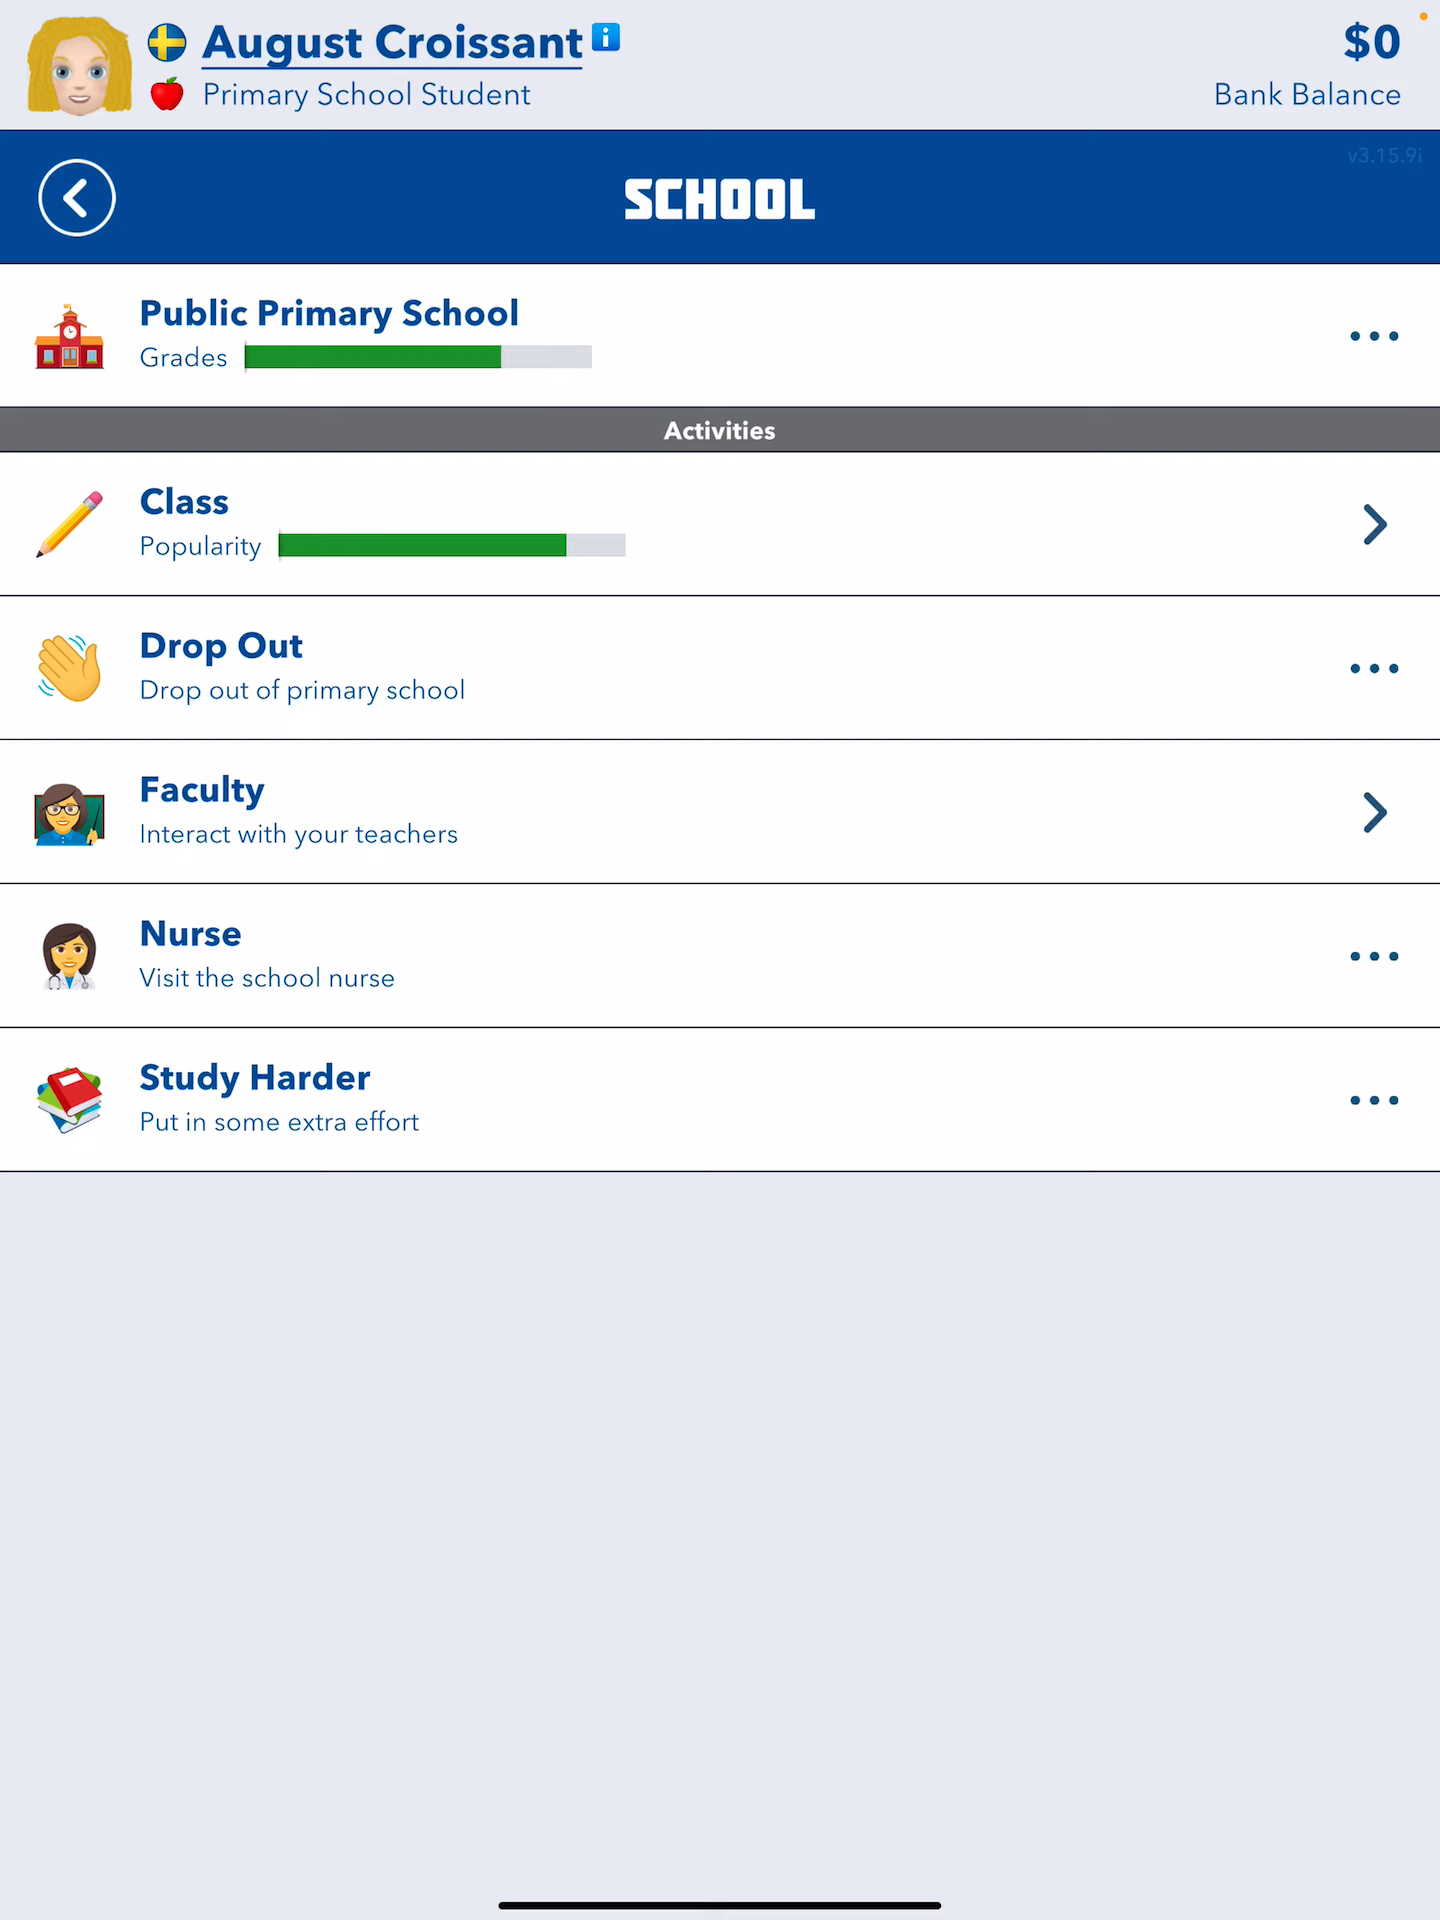 August Croissant i
$0
Primary School Student
Bank Balance
v3.15.9i
SCHOOL
Public Primary School
Grades
Activities
Class
Popularity
Drop Out
Drop out of primary school
Faculty
Interact with your teachers
Nurse
Visit the school nurse
Study Harder
Put in some extra effort